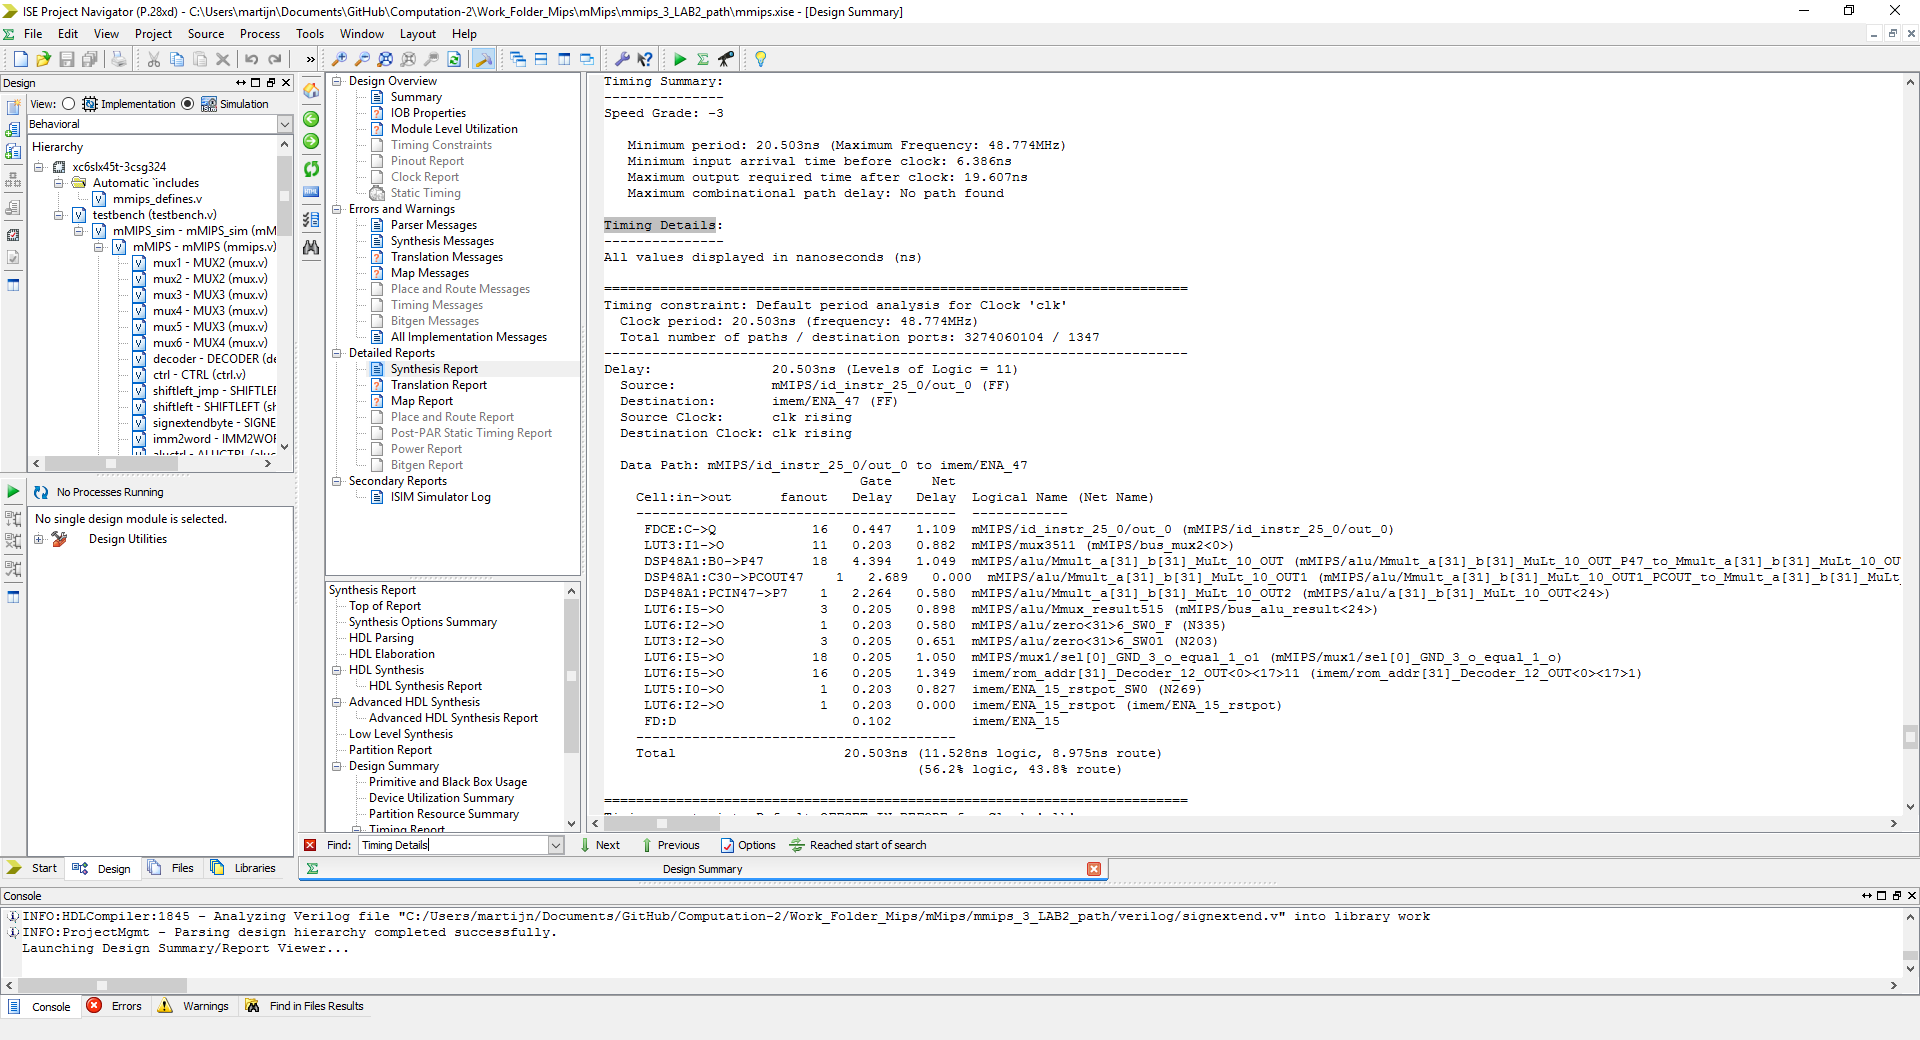 ISE Project Navigator (P.28xd) - C:\Users\martijn\Documents\GitHub\Computation-2\Work_Folder_Mips\mMips\mmips_3_LAB2_path\mmips.xise - [Design Summary]
File Edit View Project Source Process Tools Window Layout Help
Design
View: Implementation Simulation
Behavioral
Hierarchy
xc6slx45t-3csg324
Automatic `includes
mmips_defines.v
testbench (testbench.v)
mMIPS_sim - mMIPS_sim (mM
mMIPS - mMIPS (mmips.v)
mux1 - MUX2 (mux.v)
mux2 - MUX2 (mux.v)
mux3 - MUX3 (mux.v)
mux4 - MUX3 (mux.v)
mux5 - MUX3 (mux.v)
mux6 - MUX4 (mux.v)
decoder - DECODER (de
ctrl - CTRL (ctrl.v)
shiftleft_jmp - SHIFTLEF
shiftleft - SHIFTLEFT (sh
signextendbyte - SIGNE
imm2word - IMM2WOF
aluctrl - ALUCTRL (aluc
No Processes Running
No single design module is selected.
Design Utilities
Start Design Files Libraries
Design Overview
Summary
IOB Properties
Module Level Utilization
Timing Constraints
Pinout Report
Clock Report
Static Timing
Errors and Warnings
Parser Messages
Synthesis Messages
Translation Messages
Map Messages
Place and Route Messages
Timing Messages
Bitgen Messages
All Implementation Messages
Detailed Reports
Synthesis Report
Translation Report
Map Report
Place and Route Report
Post-PAR Static Timing Report
Power Report
Bitgen Report
Secondary Reports
ISIM Simulator Log
Synthesis Report
Top of Report
Synthesis Options Summary
HDL Parsing
HDL Elaboration
HDL Synthesis
HDL Synthesis Report
Advanced HDL Synthesis
Advanced HDL Synthesis Report
Low Level Synthesis
Partition Report
Design Summary
Primitive and Black Box Usage
Device Utilization Summary
Partition Resource Summary
Timing Report
Timing Summary:
---------------
Speed Grade: -3
Minimum period: 20.503ns (Maximum Frequency: 48.774MHz)
Minimum input arrival time before clock: 6.386ns
Maximum output required time after clock: 19.607ns
Maximum combinational path delay: No path found
Timing Details:
---------------
All values displayed in nanoseconds (ns)
=========================================================================
Timing constraint: Default period analysis for Clock 'clk'
Clock period: 20.503ns (frequency: 48.774MHz)
Total number of paths / destination ports: 3274060104 / 1347
-------------------------------------------------------------------------
Delay: 20.503ns (Levels of Logic = 11)
Source: mMIPS/id_instr_25_0/out_0 (FF)
Destination: imem/ENA_47 (FF)
Source Clock: clk rising
Destination Clock: clk rising
Data Path: mMIPS/id_instr_25_0/out_0 to imem/ENA_47
Gate Net
Cell:in->out fanout Delay Delay Logical Name (Net Name)
---------------------------------------- ------------
FDCE:C->Q 16 0.447 1.109 mMIPS/id_instr_25_0/out_0 (mMIPS/id_instr_25_0/out_0)
LUT3:I1->O 11 0.203 0.882 mMIPS/mux3511 (mMIPS/bus_mux2<0>)
DSP48A1:B0->P47 18 4.394 1.049 mMIPS/alu/Mmult_a[31]_b[31]_MuLt_10_OUT (mMIPS/alu/Mmult_a[31]_b[31]_MuLt_10_OUT_P47_to_Mmult_a[31]_b[31]_MuLt_10_OU
DSP48A1:C30->PCOUT47 1 2.689 0.000 mMIPS/alu/Mmult_a[31]_b[31]_MuLt_10_OUT1 (mMIPS/alu/Mmult_a[31]_b[31]_MuLt_10_OUT1_PCOUT_to_Mmult_a[31]_b[31]_MuLt_
DSP48A1:PCIN47->P7 1 2.264 0.580 mMIPS/alu/Mmult_a[31]_b[31]_MuLt_10_OUT2 (mMIPS/alu/a[31]_b[31]_MuLt_10_OUT<24>)
LUT6:I5->O 3 0.205 0.898 mMIPS/alu/Mmux_result515 (mMIPS/bus_alu_result<24>)
LUT6:I2->O 1 0.203 0.580 mMIPS/alu/zero<31>6_SW0_F (N335)
LUT3:I2->O 3 0.205 0.651 mMIPS/alu/zero<31>6_SW01 (N203)
LUT6:I5->O 18 0.205 1.050 mMIPS/mux1/sel[0]_GND_3_o_equal_1_o1 (mMIPS/mux1/sel[0]_GND_3_o_equal_1_o)
LUT6:I5->O 16 0.205 1.349 imem/rom_addr[31]_Decoder_12_OUT<0><17>11 (imem/rom_addr[31]_Decoder_12_OUT<0><17>1)
LUT5:I0->O 1 0.203 0.827 imem/ENA_15_rstpot_SW0 (N269)
LUT6:I2->O 1 0.203 0.000 imem/ENA_15_rstpot (imem/ENA_15_rstpot)
FD:D 0.102 imem/ENA_15
----------------------------------------
Total 20.503ns (11.528ns logic, 8.975ns route)
(56.2% logic, 43.8% route)
=========================================================================
Find: Timing Details Next Previous Options Reached start of search
Design Summary
Console
INFO:HDLCompiler:1845 - Analyzing Verilog file "C:/Users/martijn/Documents/GitHub/Computation-2/Work_Folder_Mips/mMips/mmips_3_LAB2_path/verilog/signextend.v" into library work
INFO:ProjectMgmt - Parsing design hierarchy completed successfully.
Launching Design Summary/Report Viewer...
Console Errors Warnings Find in Files Results